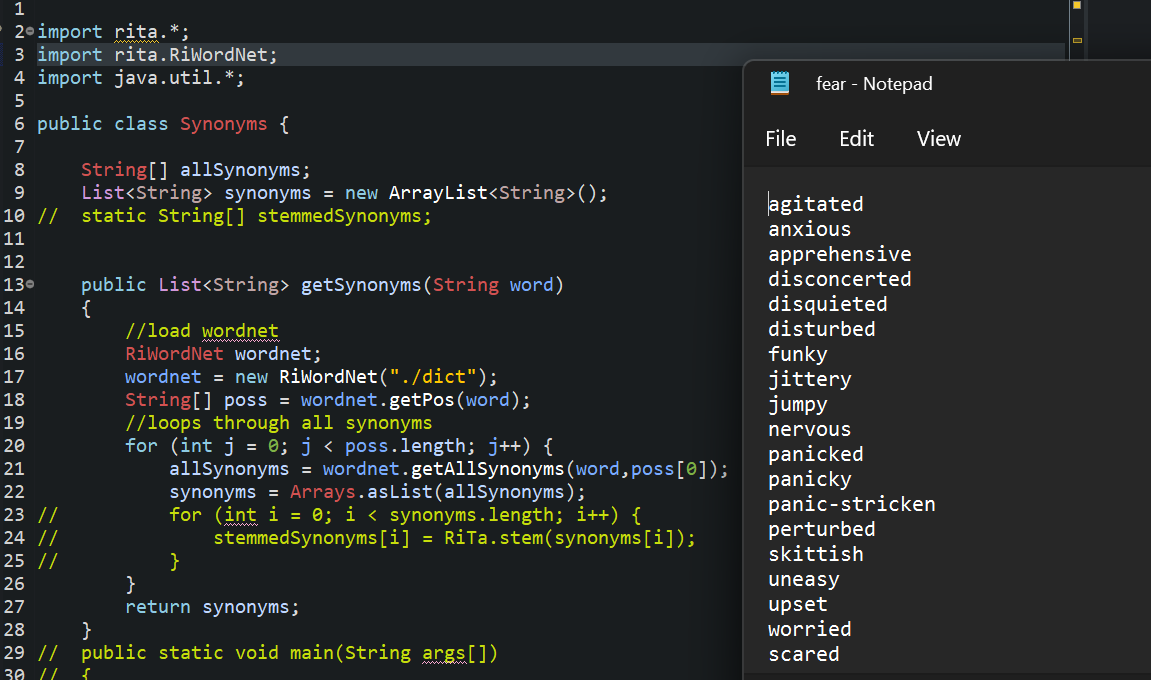 1
2 import rita.*;
3 import rita.RiWordNet;
4 import java.util.*;
5
6 public class Synonyms {
7
8     String[] allSynonyms;
9     List<String> synonyms = new ArrayList<String>();
10 //  static String[] stemmedSynonyms;
11
12
13     public List<String> getSynonyms(String word)
14     {
15         //load wordnet
16         RiWordNet wordnet;
17         wordnet = new RiWordNet("./dict");
18         String[] poss = wordnet.getPos(word);
19         //loops through all synonyms
20         for (int j = 0; j < poss.length; j++) {
21             allSynonyms = wordnet.getAllSynonyms(word,poss[0]);
22             synonyms = Arrays.asList(allSynonyms);
23 //          for (int i = 0; i < synonyms.length; i++) {
24 //              stemmedSynonyms[i] = RiTa.stem(synonyms[i]);
25 //          }
26         }
27         return synonyms;
28     }
29 //  public static void main(String args[])
30 //  {
fear - Notepad
File Edit View
agitated
anxious
apprehensive
disconcerted
disquieted
disturbed
funky
jittery
jumpy
nervous
panicked
panicky
panic-stricken
perturbed
skittish
uneasy
upset
worried
scared